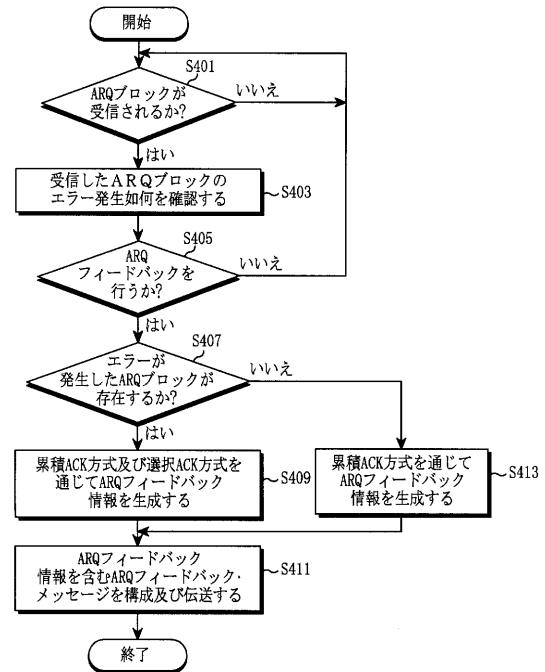 開始
S401
ARQブロックが
受信されるか?
いいえ
はい
受信したARQブロックの
エラー発生如何を確認する
S403
S405
ARQ
フィードバックを
行うか?
いいえ
はい
S407
エラーが
発生したARQブロックが
存在するか?
いいえ
はい
累積ACK方式及び選択ACK方式を
通じてARQフィードバック
情報を生成する
S409
累積ACK方式を通じて
ARQフィードバック
情報を生成する
S413
ARQフィードバック
情報を含むARQフィードバック・
メッセージを構成及び伝送する
S411
終了